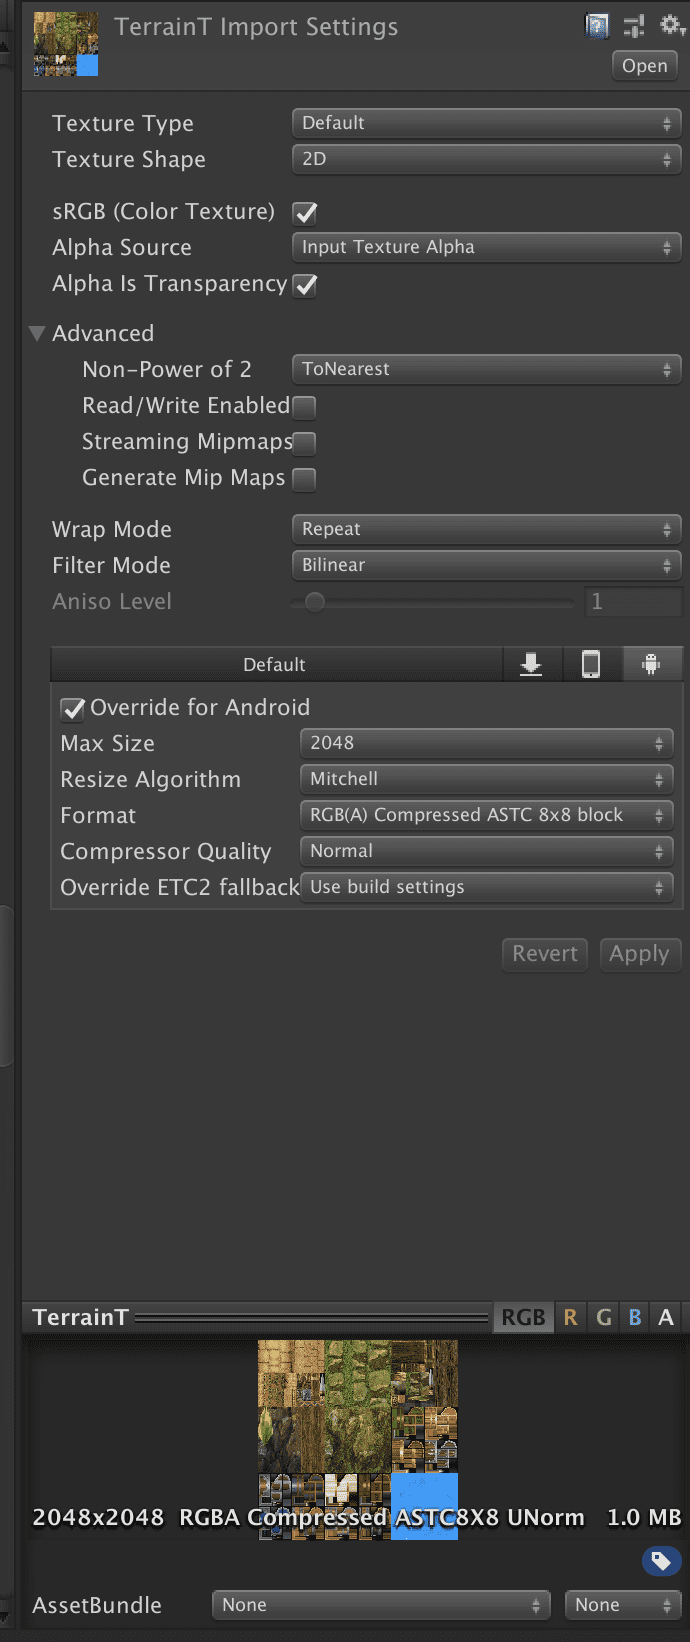 TerrainT Import Settings
Open
Texture Type Default
Texture Shape 2D
sRGB (Color Texture)
Alpha Source Input Texture Alpha
Alpha Is Transparency
Advanced
Non-Power of 2 ToNearest
Read/Write Enabled
Streaming Mipmaps
Generate Mip Maps
Wrap Mode Repeat
Filter Mode Bilinear
Aniso Level 1
Default
Override for Android
Max Size 2048
Resize Algorithm Mitchell
Format RGB(A) Compressed ASTC 8x8 block
Compressor Quality Normal
Override ETC2 fallback Use build settings
Revert Apply
TerrainT RGB R G B A
2048x2048 RGBA Compressed ASTC8X8 UNorm 1.0 MB
AssetBundle None None